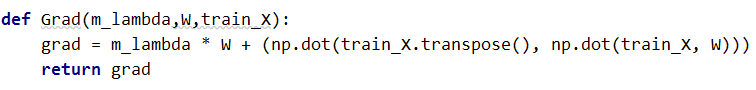 def Grad(m_lambda,W,train_X):
    grad = m_lambda * W + (np.dot(train_X.transpose(), np.dot(train_X, W)))
    return grad